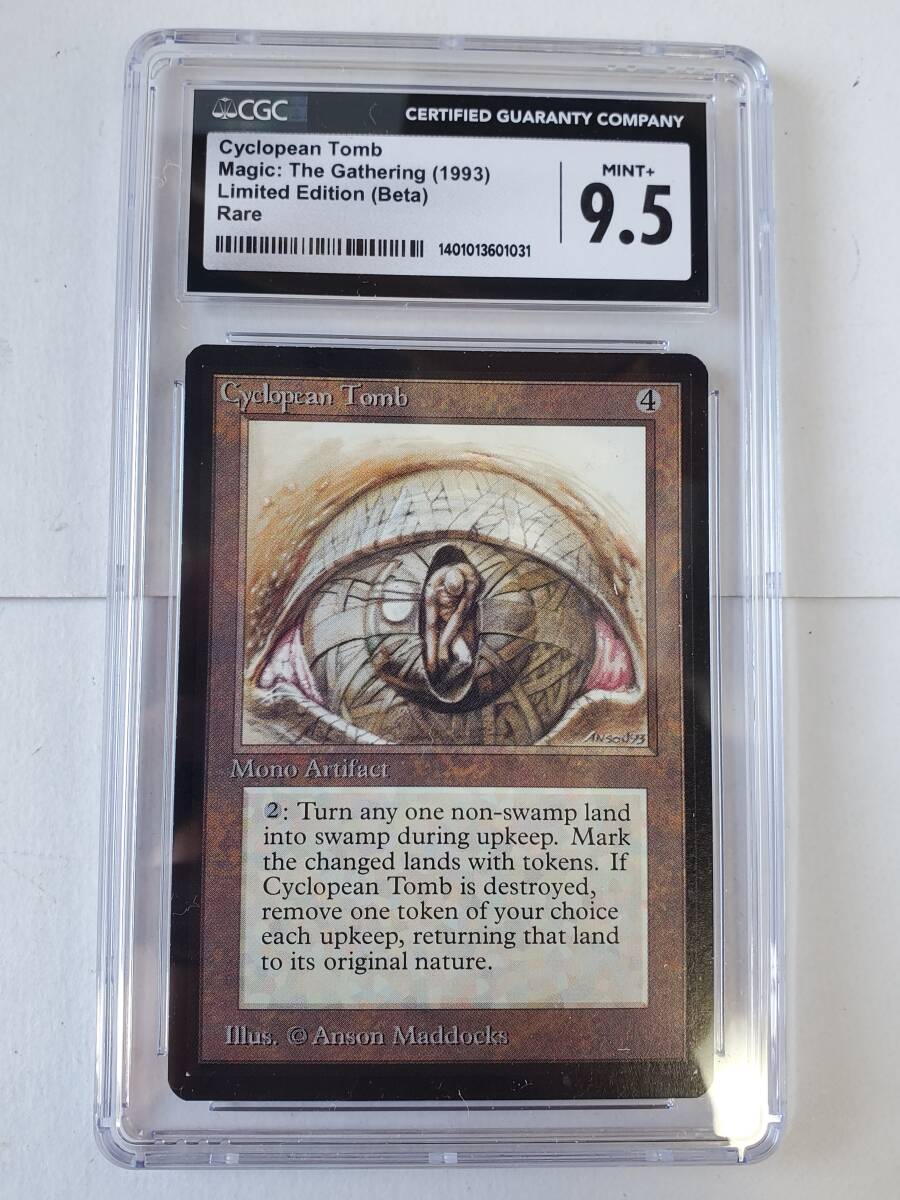 CGC
CERTIFIED GUARANTY COMPANY
Cyclopean Tomb
Magic: The Gathering (1993)
Limited Edition (Beta)
Rare
MINT+
9.5
1401013601031
Cyclopean Tomb
4
ANSON93
Mono Artifact
2: Turn any one non-swamp land
into swamp during upkeep. Mark
the changed lands with tokens. If
Cyclopean Tomb is destroyed,
remove one token of your choice
each upkeep, returning that land
to its original nature.
Illus. © Anson Maddocks